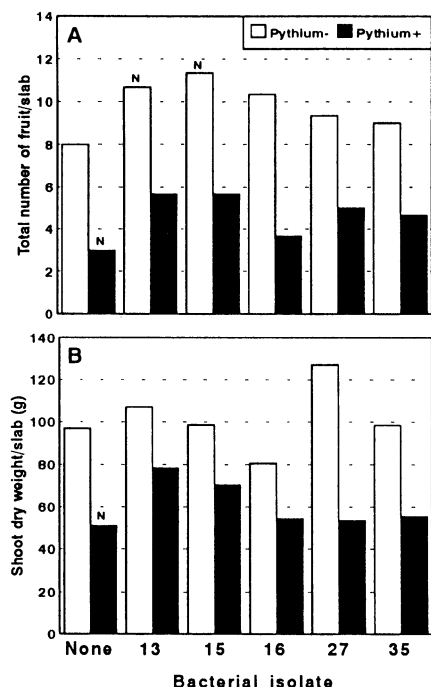 A
Pythium-
Pythium+
Total number of fruit/slab
14
12
10
8
6
4
2
0
N
N
N
B
Shoot dry weight/slab (g)
140
120
100
80
60
40
20
0
N
None 13 15 16 27 35
Bacterial isolate